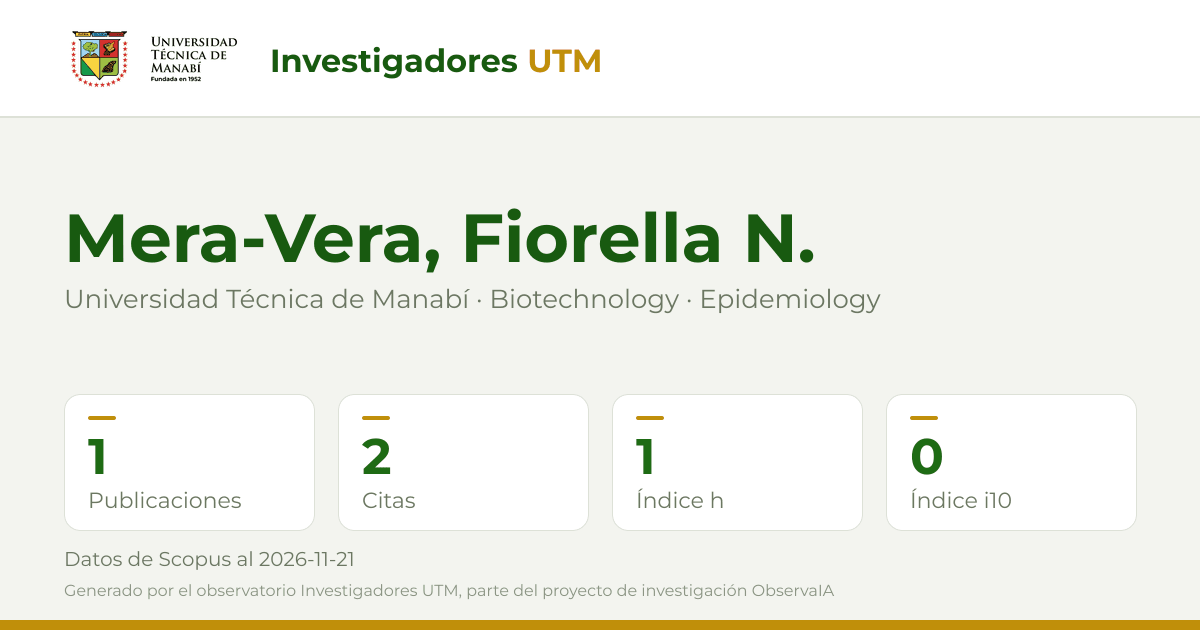 UNIVERSIDAD
TÉCNICA DE
MANABÍ
Fundada en 1952
Investigadores UTM
Mera-Vera, Fiorella N.
Universidad Técnica de Manabí · Biotechnology · Epidemiology
1
Publicaciones
2
Citas
1
Índice h
0
Índice i10
Datos de Scopus al 2026-11-21
Generado por el observatorio Investigadores UTM, parte del proyecto de investigación ObservaIA